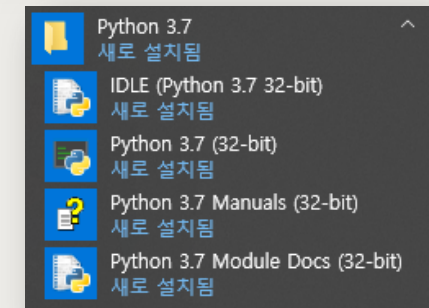 Python 3.7
새로 설치됨
IDLE (Python 3.7 32-bit)
새로 설치됨
Python 3.7 (32-bit)
새로 설치됨
Python 3.7 Manuals (32-bit)
새로 설치됨
Python 3.7 Module Docs (32-bit)
새로 설치됨